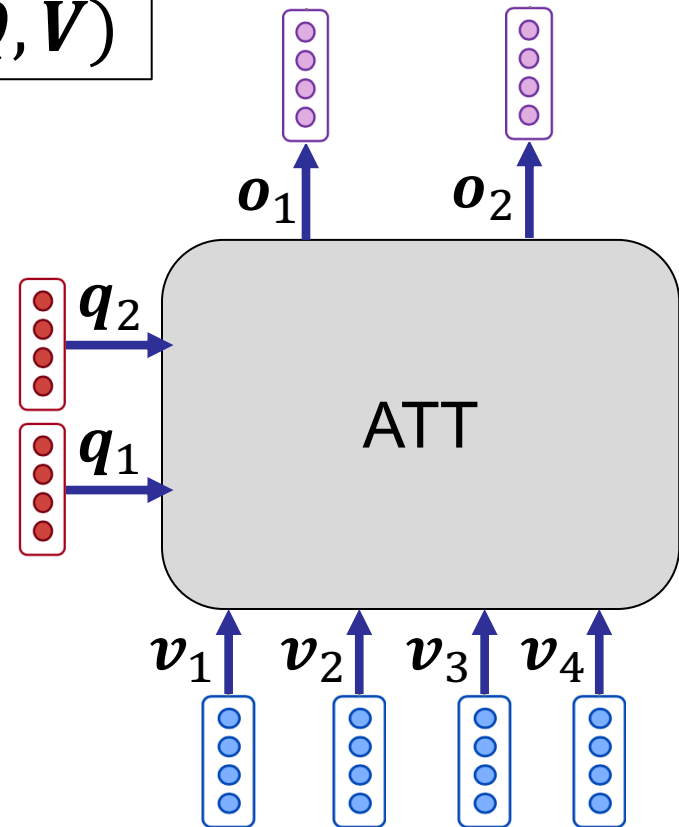 , V)
o₁
o₂
q₂
ATT
q₁
v₁
v₂
v₃
v₄